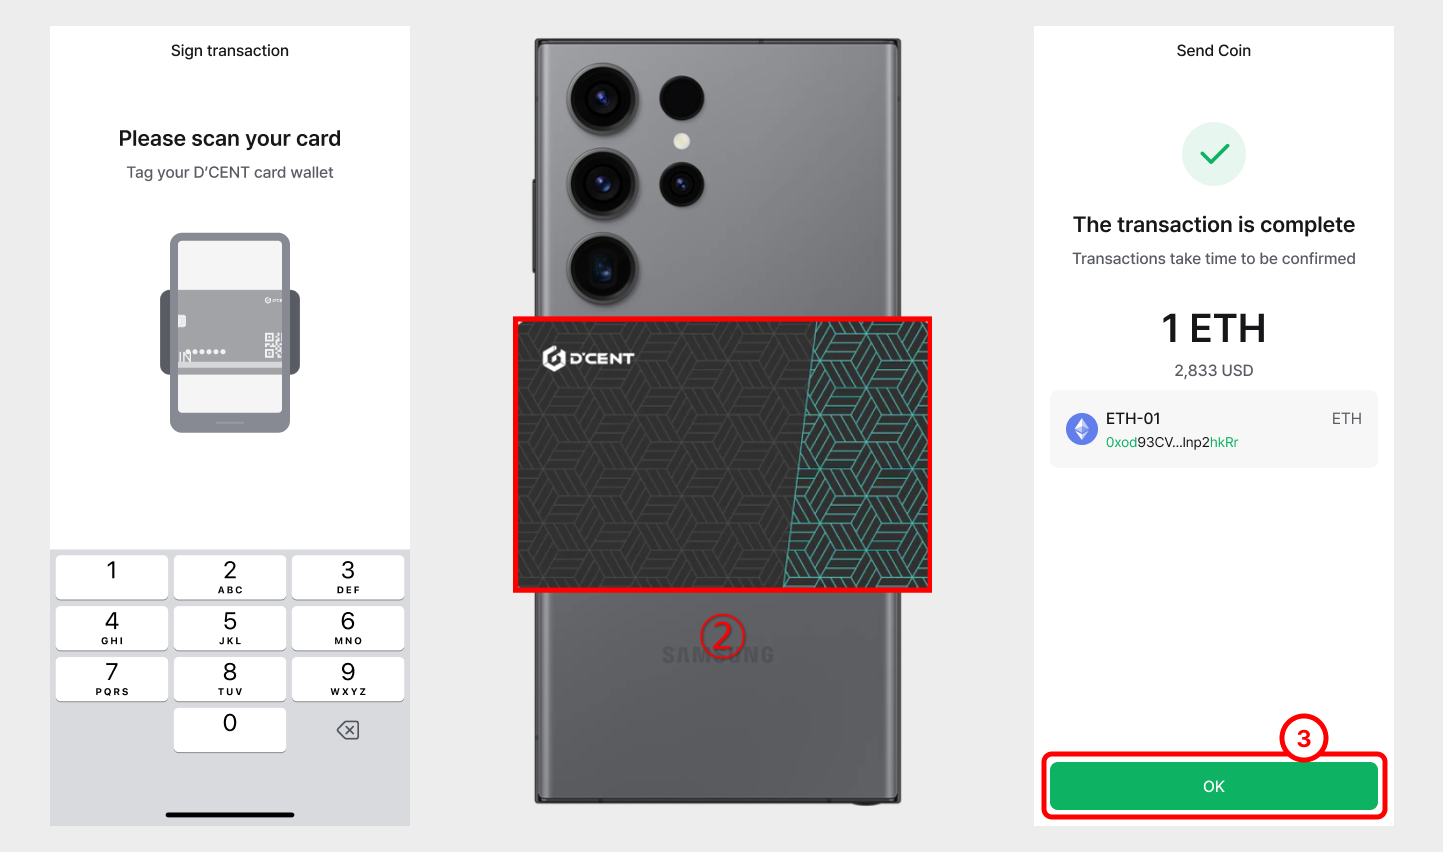 Sign transaction
Please scan your card
Tag your D'CENT card wallet
1
2
ABC
3
DEF
4
GHI
5
JKL
6
MNO
7
PQRS
8
TUV
9
WXYZ
0
D'CENT
②
SAMSUNG
Send Coin
The transaction is complete
Transactions take time to be confirmed
1 ETH
2,833 USD
ETH-01
ETH
0xod93CV...lnp2hkRr
3
OK